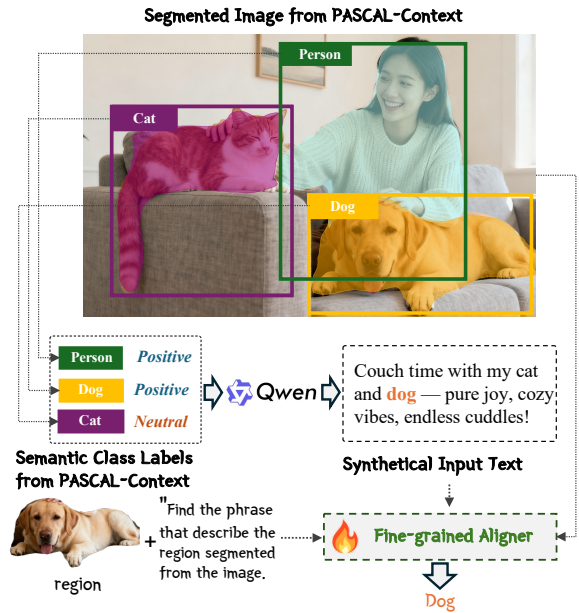 Segmented Image from PASCAL-Context
Person
Cat
Dog
Person Positive
Dog Positive
Cat Neutral
Qwen
Couch time with my cat
and dog — pure joy, cozy
vibes, endless cuddles!
Semantic Class Labels
from PASCAL-Context
Synthetical Input Text
region
+
"Find the phrase
that describe the
region segmented
from the image.
Fine-grained Aligner
Dog